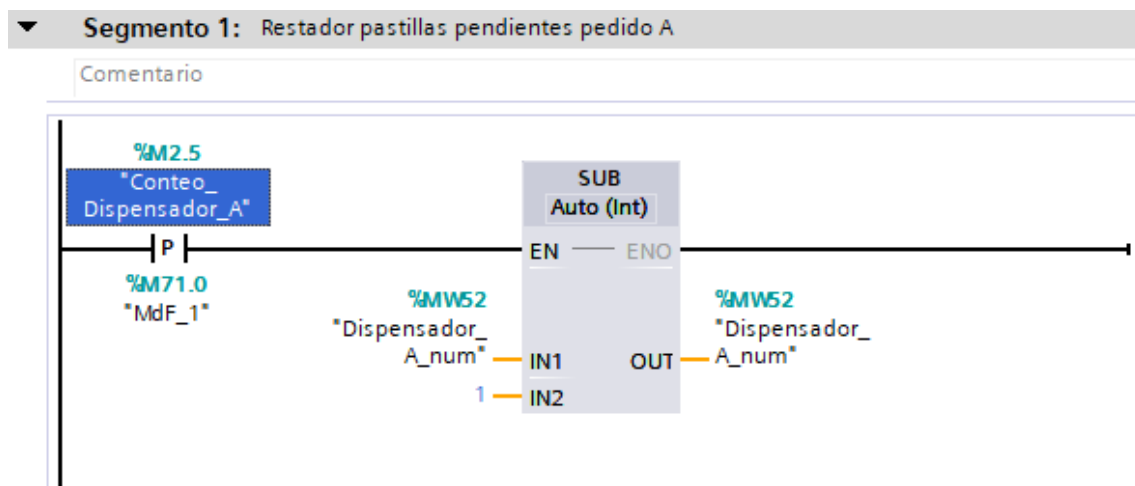 Segmento 1: Restador pastillas pendientes pedido A
Comentario
%M2.5
"Conteo_
Dispensador_A"
P
%M71.0
"MdF_1"
SUB
Auto (Int)
EN ENO
%MW52
"Dispensador_
A_num"
IN1
1
IN2
OUT
%MW52
"Dispensador_
A_num"